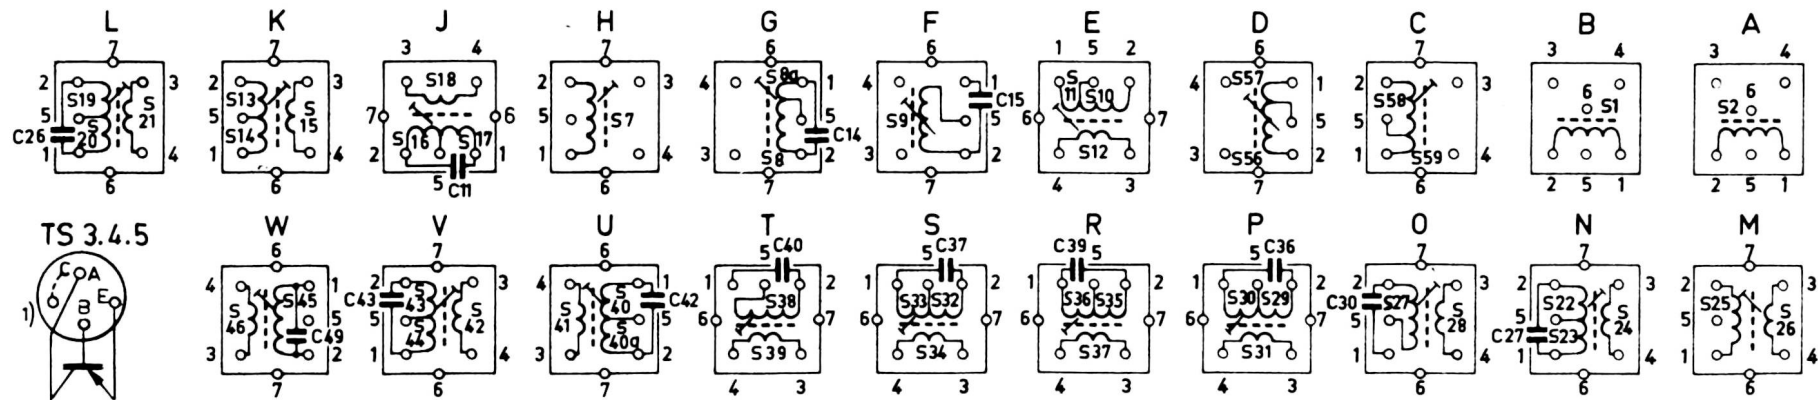 L K J H G F E D C B A
7 7 3 4 7 6 6 1 5 2 6 7 3 4 3 4
2 3 2 3 S18 2 3 4 S8a 1 4 1 S 11 S10 4 S57 1 2 3 6 S1 S2 6
S19 S 21 S13 S 15 7 6 C15 S58
C26 5 5 S 16 S 17 5 S7 5 C14 S9 5 6 7 5 5
S 20 S14 S12
1 4 1 4 2 1 1 4 3 S8 2 3 2 3 S56 2 1 S59 4
6 6 5 C11 6 7 7 4 3 7 6 2 5 1 2 5 1
TS 3.4.5 W V U T S R P O N M
6 7 6 5 C40 5 C37 C39 5 5 C36 7 7 7
C A 4 1 2 3 4 1 1 2 1 2 1 2 1 2 2 3 2 3 2 3
E S 45 C43 S 43 S 40 C42 S38 S33 S32 S36 S35 S30 S29 C30 S27 S22 S25
1) B S 46 5 5 S 42 S 41 5 6 7 6 7 6 7 6 7 5 S 28 5 S 24 5 S 26
C49 S 44 S 40a S39 S34 S37 S31 C27 S23
3 2 1 4 3 2 1 4 1 4 1 4
7 6 7 4 3 4 3 4 3 4 3 6 6 6